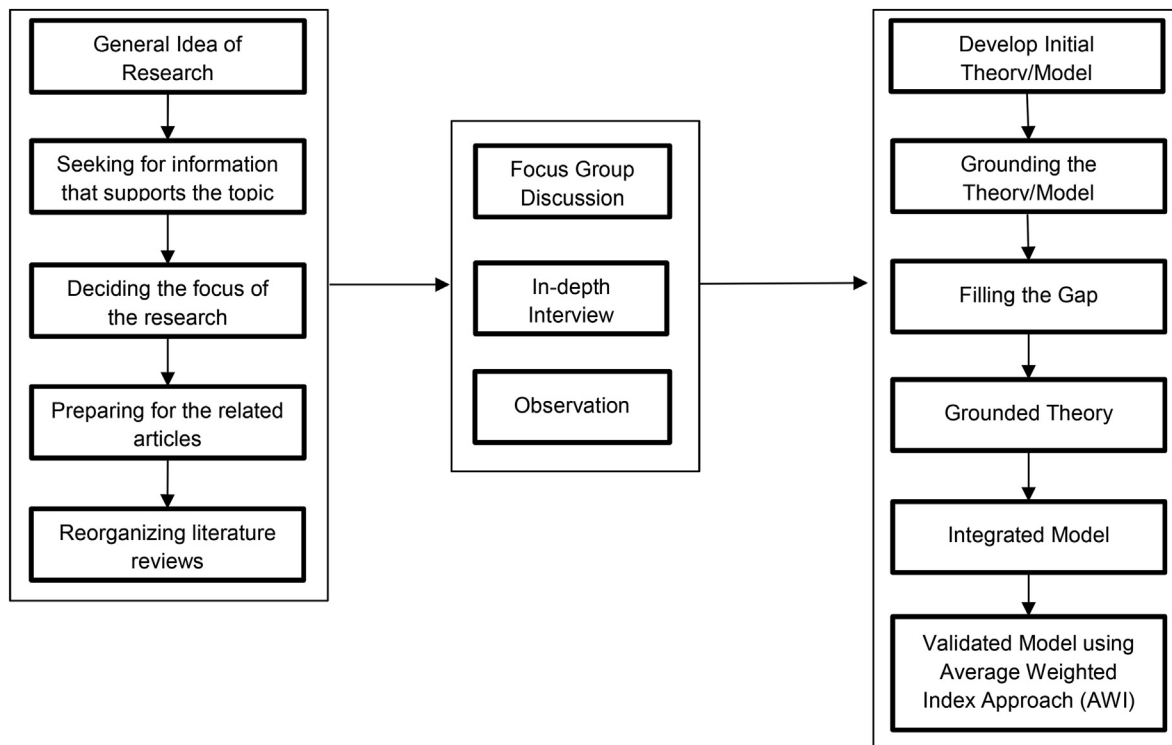 General Idea of
Research
Seeking for information
that supports the topic
Deciding the focus of
the research
Preparing for the related
articles
Reorganizing literature
reviews
Focus Group
Discussion
In-depth
Interview
Observation
Develop Initial
Theory/Model
Grounding the
Theory/Model
Filling the Gap
Grounded Theory
Integrated Model
Validated Model using
Average Weighted
Index Approach (AWI)